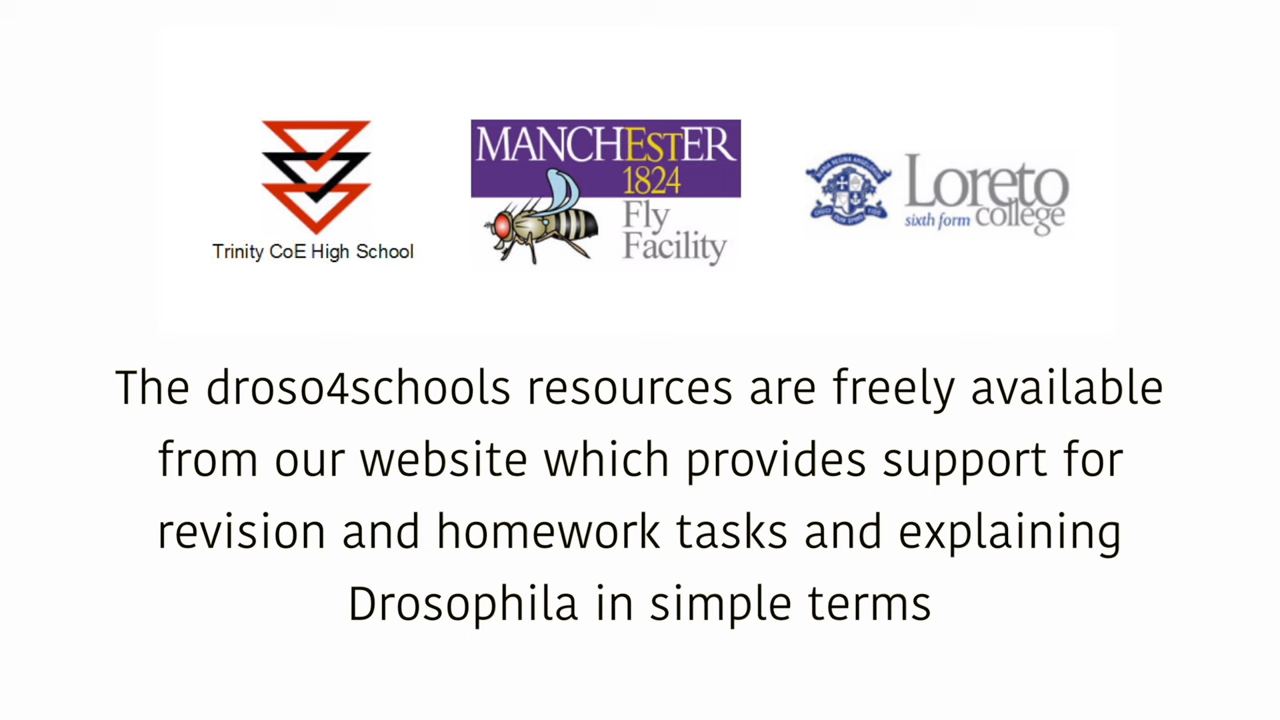 Trinity CoE High School
MANCHESTER
1824
Fly
Facility
Loreto
sixth form college
The droso4schools resources are freely available
from our website which provides support for
revision and homework tasks and explaining
Drosophila in simple terms